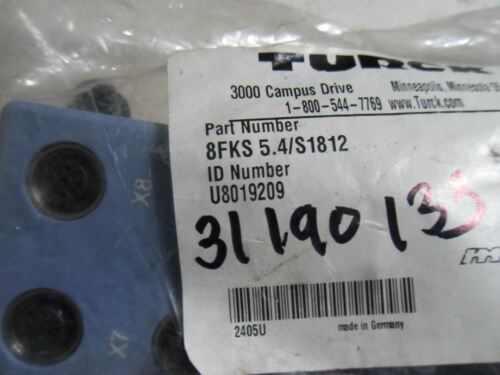 TURCK
3000 Campus Drive
Minneapolis, Minnesota
1-800-544-7769 www.Turck.com
Part Number
8FKS 5.4/S1812
ID Number
U8019209
3119013
2405U
made in Germany
X8
X7